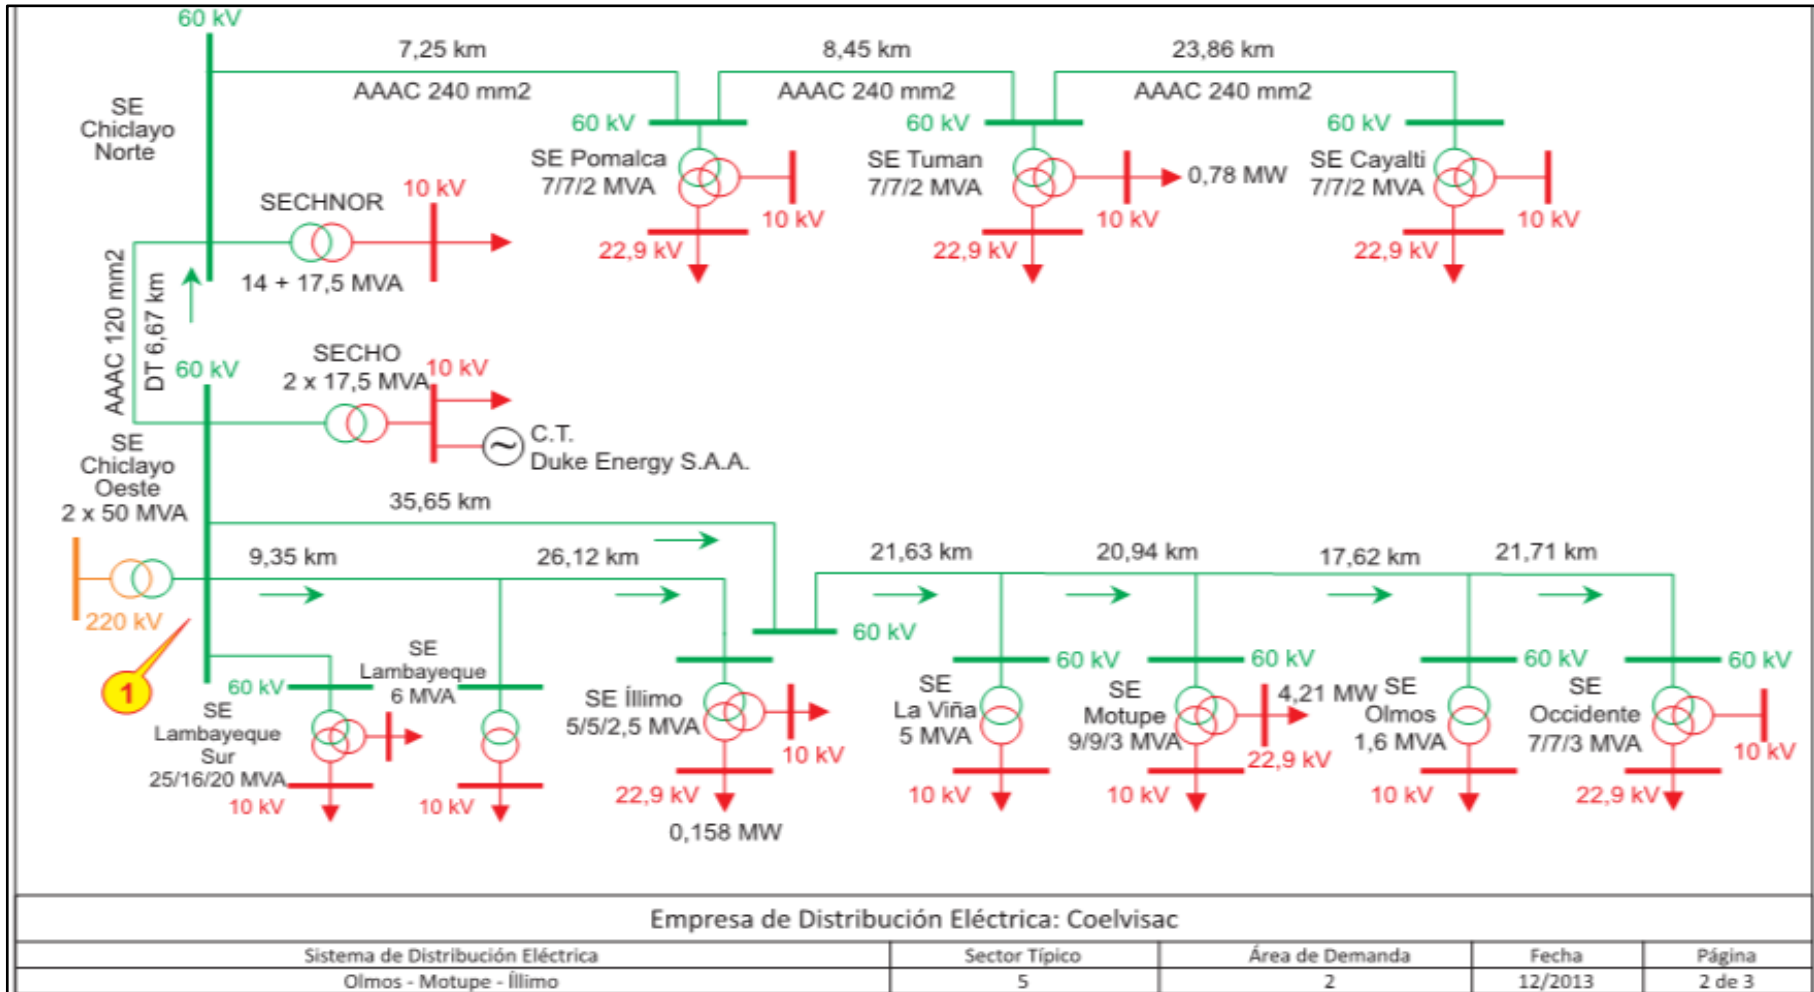 60 kV
7,25 km
8,45 km
23,86 km
AAAC 240 mm2
AAAC 240 mm2
AAAC 240 mm2
SE
Chiclayo
Norte
60 kV
60 kV
60 kV
SE Pomalca
7/7/2 MVA
SE Tuman
7/7/2 MVA
0,78 MW
SE Cayalti
7/7/2 MVA
10 kV
10 kV
10 kV
22,9 kV
22,9 kV
22,9 kV
SECHNOR
10 kV
14 + 17,5 MVA
AAAC 120 mm2
DT 6,67 km
60 kV
SECHO
2 x 17,5 MVA
10 kV
C.T.
Duke Energy S.A.A.
~
SE
Chiclayo
Oeste
2 x 50 MVA
35,65 km
9,35 km
26,12 km
21,63 km
20,94 km
17,62 km
21,71 km
220 kV
1
60 kV
60 kV
SE
Lambayeque
Sur
25/16/20 MVA
10 kV
SE
Lambayeque
6 MVA
10 kV
SE Íllimo
5/5/2,5 MVA
10 kV
22,9 kV
0,158 MW
60 kV
SE
La Viña
5 MVA
10 kV
60 kV
SE
Motupe
9/9/3 MVA
4,21 MW
22,9 kV
10 kV
60 kV
SE
Olmos
1,6 MVA
10 kV
60 kV
SE
Occidente
7/7/3 MVA
10 kV
22,9 kV
Empresa de Distribución Eléctrica: Coelvisac
Sistema de Distribución Eléctrica
Sector Típico
Área de Demanda
Fecha
Página
Olmos - Motupe - Íllimo
5
2
12/2013
2 de 3